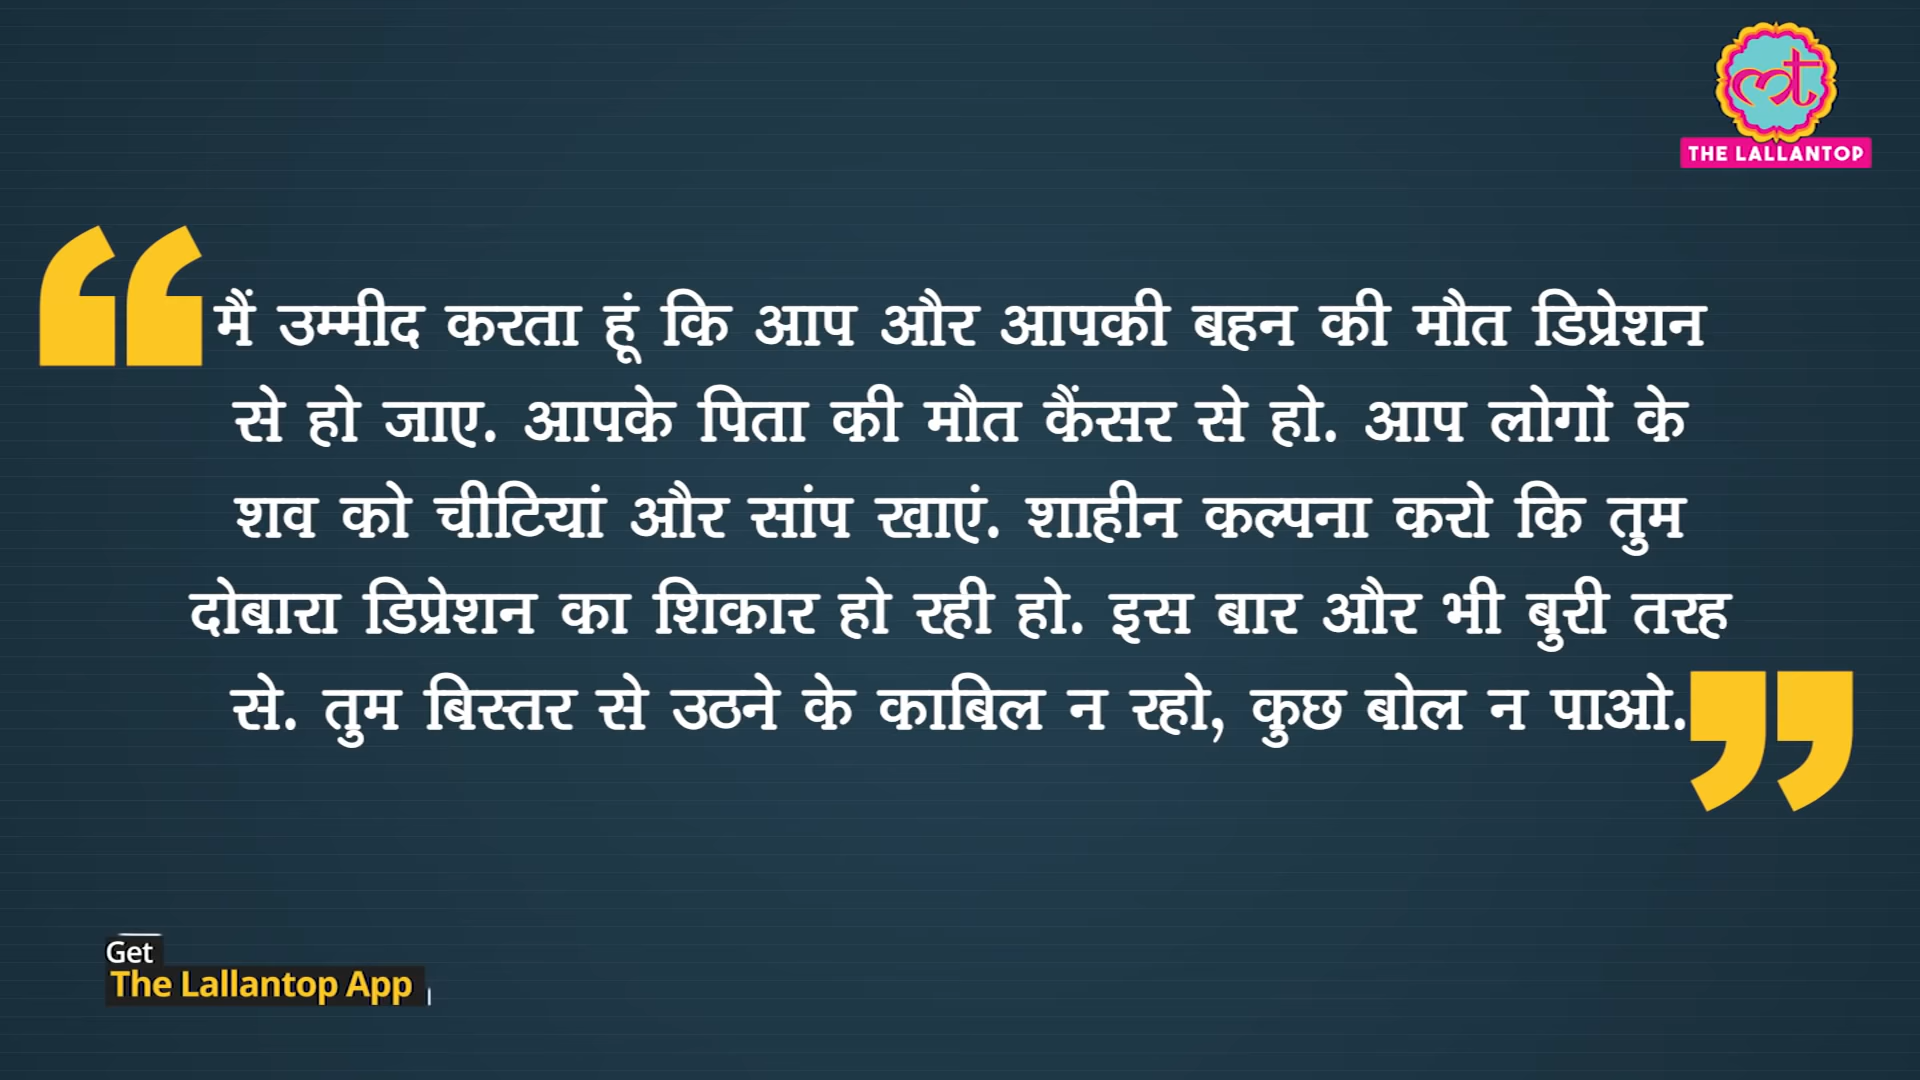 THE LALLANTOP
मैं उम्मीद करता हूं कि आप और आपकी बहन की मौत डिप्रेशन
से हो जाए. आपके पिता की मौत कैंसर से हो. आप लोगों के
शव को चीटियां और सांप खाएं. शाहीन कल्पना करो कि तुम
दोबारा डिप्रेशन का शिकार हो रही हो. इस बार और भी बुरी तरह
से. तुम बिस्तर से उठने के काबिल न रहो, कुछ बोल न पाओ.
Get
The Lallantop App